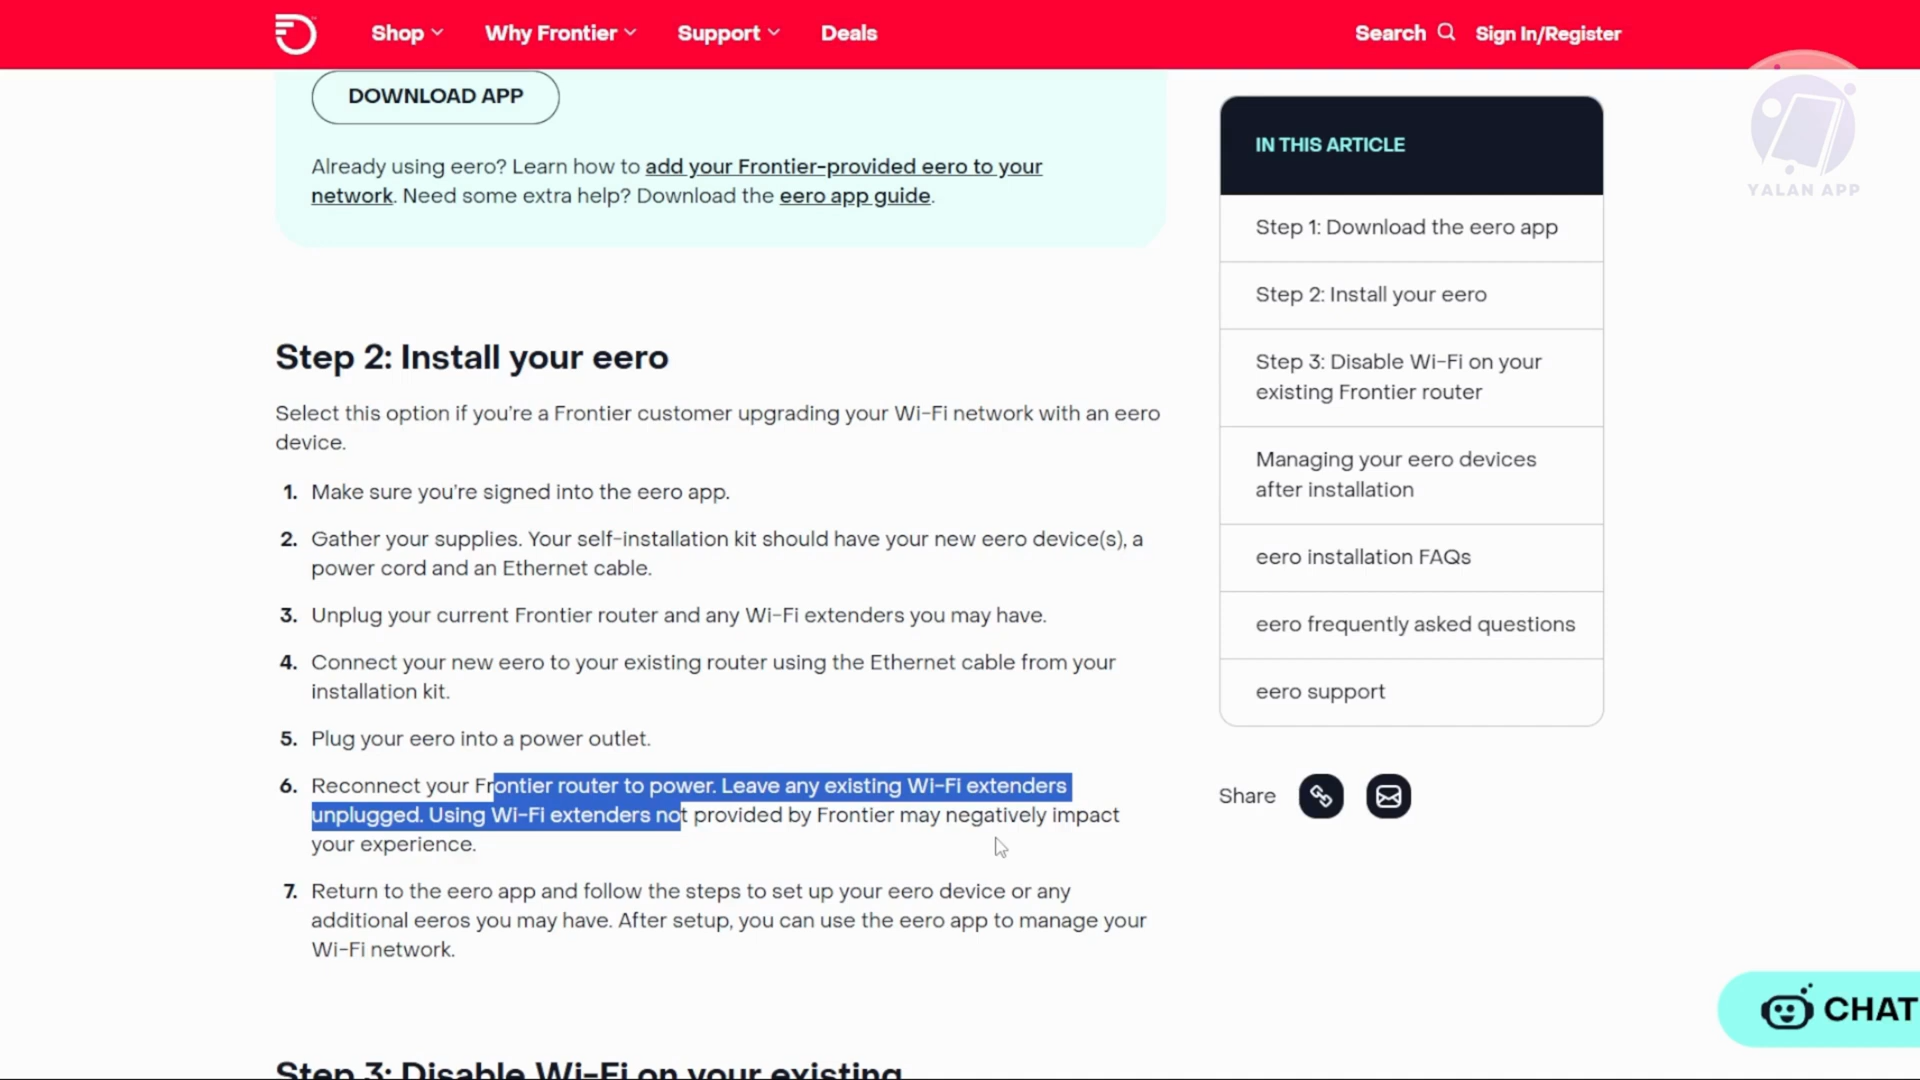 Shop Why Frontier Support Deals Search Sign In/Register
DOWNLOAD APP
Already using eero? Learn how to add your Frontier-provided eero to your
network. Need some extra help? Download the eero app guide.
Step 2: Install your eero
Select this option if you're a Frontier customer upgrading your Wi-Fi network with an eero
device.
1. Make sure you're signed into the eero app.
2. Gather your supplies. Your self-installation kit should have your new eero device(s), a
power cord and an Ethernet cable.
3. Unplug your current Frontier router and any Wi-Fi extenders you may have.
4. Connect your new eero to your existing router using the Ethernet cable from your
installation kit.
5. Plug your eero into a power outlet.
6. Reconnect your Frontier router to power. Leave any existing Wi-Fi extenders
unplugged. Using Wi-Fi extenders not provided by Frontier may negatively impact
your experience.
7. Return to the eero app and follow the steps to set up your eero device or any
additional eeros you may have. After setup, you can use the eero app to manage your
Wi-Fi network.
Step 3: Disable Wi-Fi on your existing
IN THIS ARTICLE
Step 1: Download the eero app
Step 2: Install your eero
Step 3: Disable Wi-Fi on your
existing Frontier router
Managing your eero devices
after installation
eero installation FAQs
eero frequently asked questions
eero support
Share
YALAN APP
CHAT